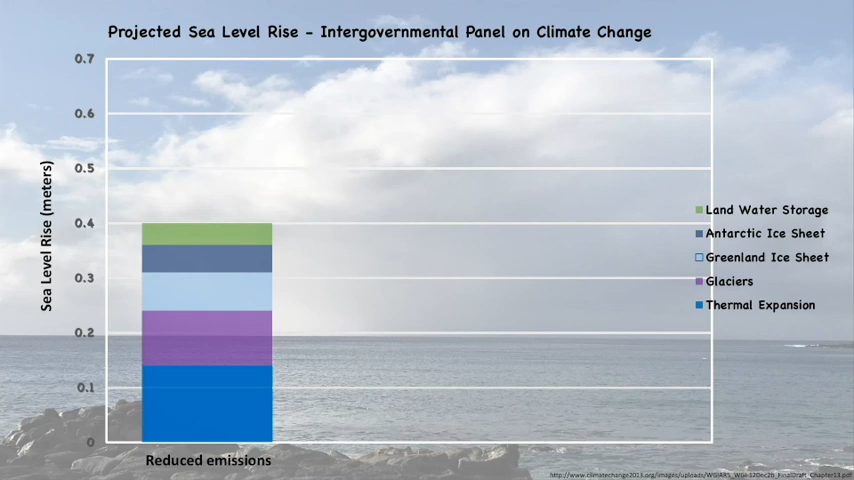 Projected Sea Level Rise - Intergovernmental Panel on Climate Change
0.7
0.6
0.5
0.4
0.3
0.2
0.1
0
Sea Level Rise (meters)
Land Water Storage
Antarctic Ice Sheet
Greenland Ice Sheet
Glaciers
Thermal Expansion
Reduced emissions